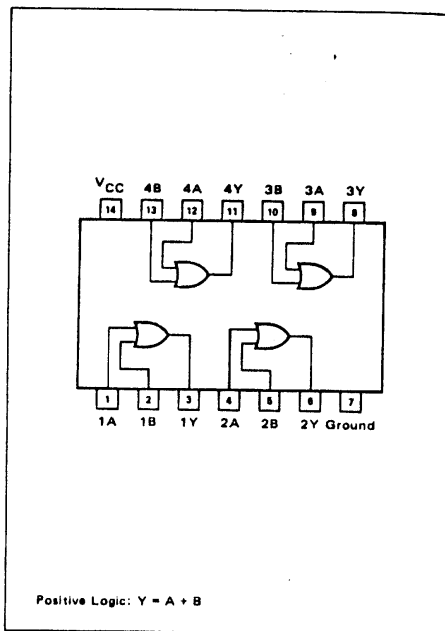 VCC 4B 4A 4Y 3B 3A 3Y
14 13 12 11 10 9 8
1 2 3 4 5 6 7
1A 1B 1Y 2A 2B 2Y Ground
Positive Logic: Y = A + B